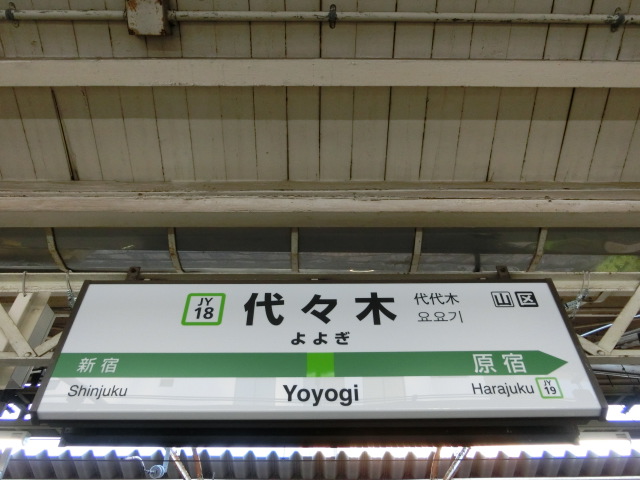 JY
18
代々木
代代木
요요기
山 区
よよぎ
新宿
原宿
Shinjuku
Yoyogi
Harajuku
JY
19